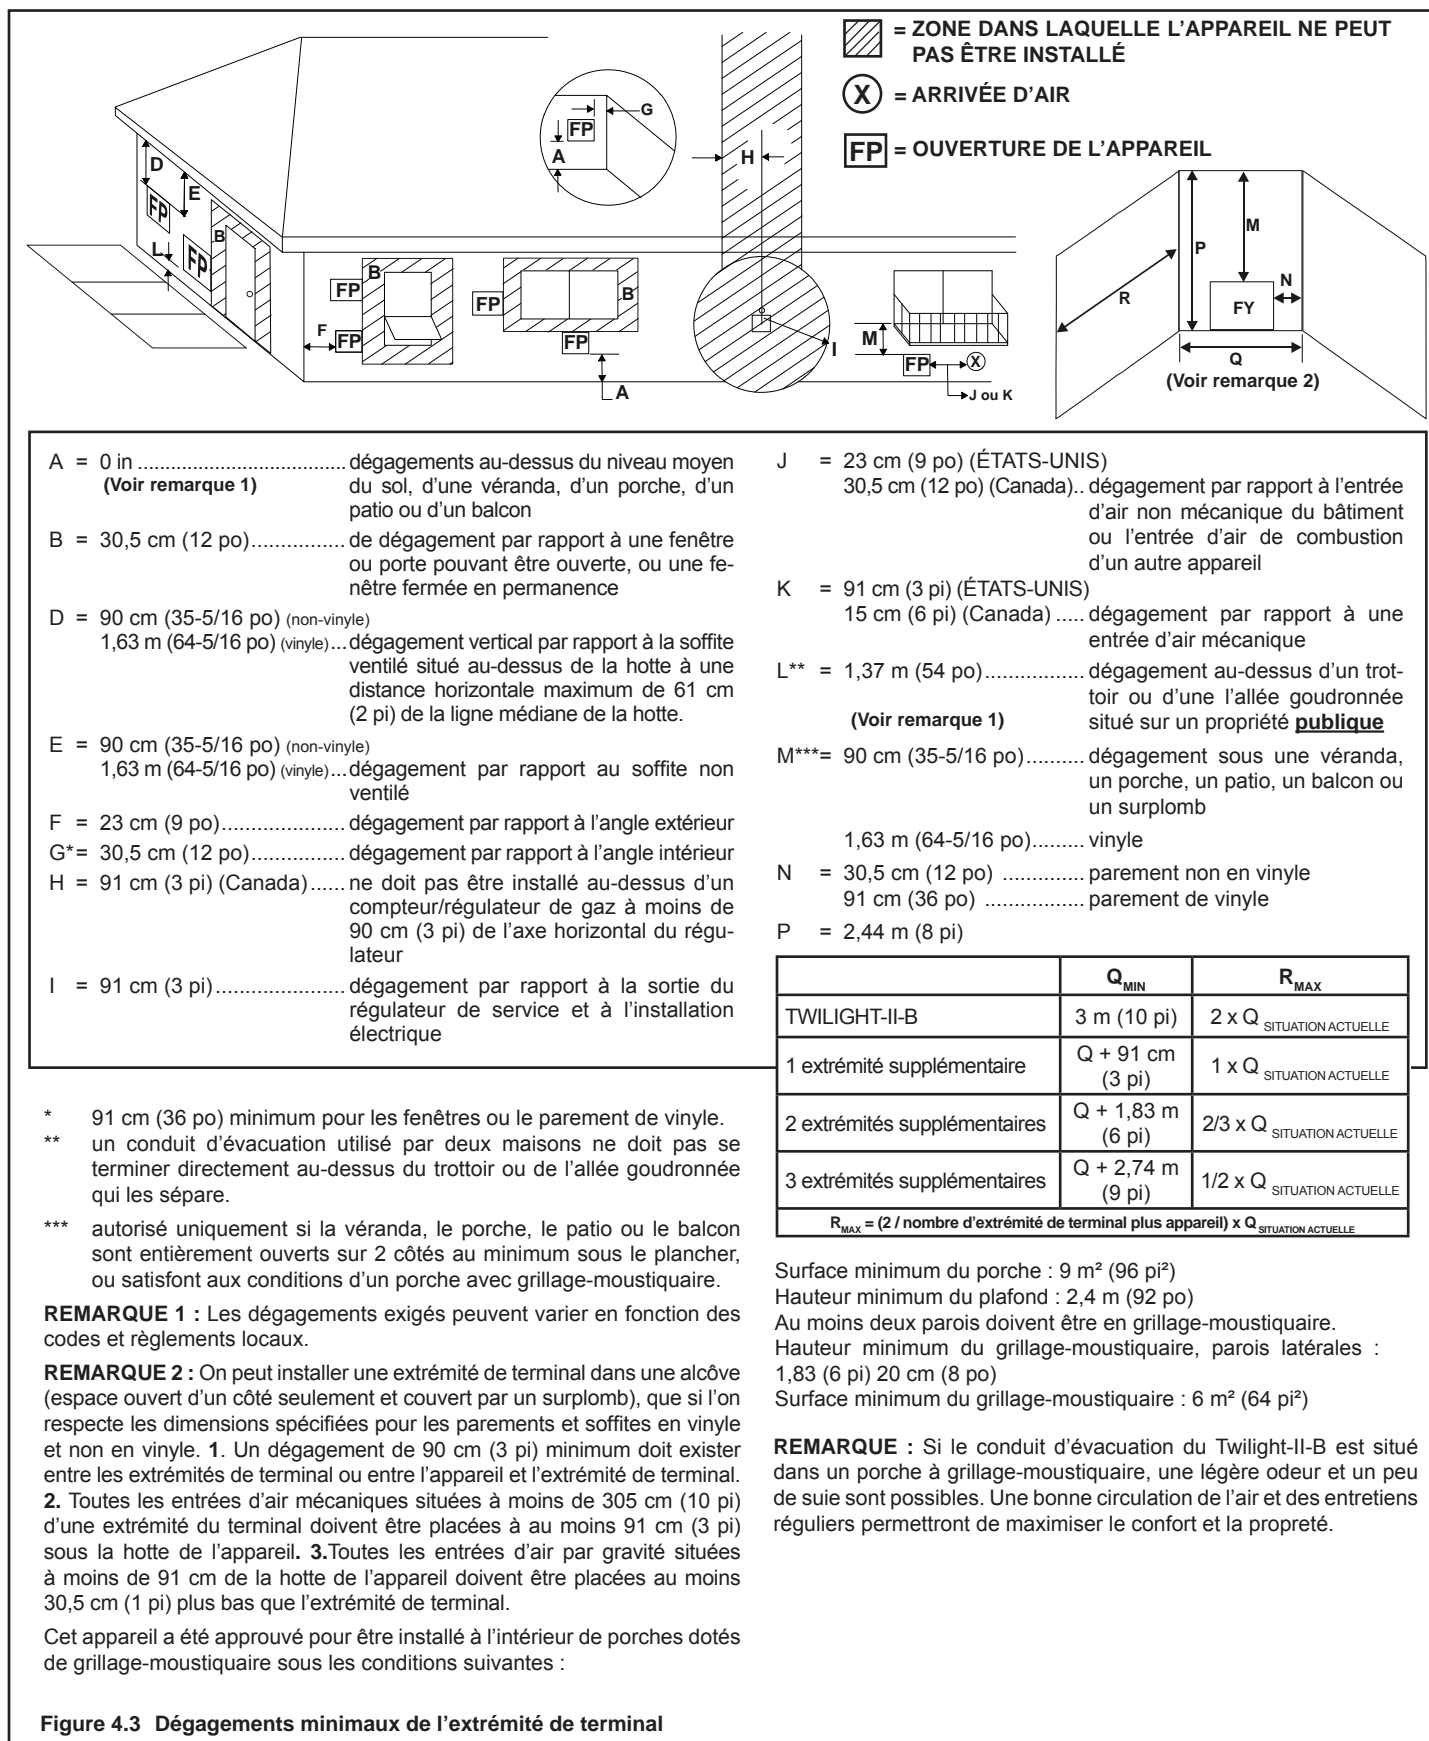 = ZONE DANS LAQUELLE L'APPAREIL NE PEUT
PAS ÊTRE INSTALLÉ
X = ARRIVÉE D'AIR
FP = OUVERTURE DE L'APPAREIL
G
FP
A
H
D
E
FP
L
FP
B
B
FP
F
FP
FP
B
FP
A
I
M
FP
X
J ou K
P
M
N
R
FY
Q
(Voir remarque 2)
A = 0 in ................................... dégagements au-dessus du niveau moyen
(Voir remarque 1) du sol, d'une véranda, d'un porche, d'un
patio ou d'un balcon
B = 30,5 cm (12 po)................ de dégagement par rapport à une fenêtre
ou porte pouvant être ouverte, ou une fe-
nêtre fermée en permanence
D = 90 cm (35-5/16 po) (non-vinyle)
1,63 m (64-5/16 po) (vinyle)... dégagement vertical par rapport à la soffite
ventilé situé au-dessus de la hotte à une
distance horizontale maximum de 61 cm
(2 pi) de la ligne médiane de la hotte.
E = 90 cm (35-5/16 po) (non-vinyle)
1,63 m (64-5/16 po) (vinyle)... dégagement par rapport au soffite non
ventilé
F = 23 cm (9 po)..................... dégagement par rapport à l'angle extérieur
G*= 30,5 cm (12 po)................ dégagement par rapport à l'angle intérieur
H = 91 cm (3 pi) (Canada)...... ne doit pas être installé au-dessus d'un
compteur/régulateur de gaz à moins de
90 cm (3 pi) de l'axe horizontal du régu-
lateur
I = 91 cm (3 pi)...................... dégagement par rapport à la sortie du
régulateur de service et à l'installation
électrique
J = 23 cm (9 po) (ÉTATS-UNIS)
30,5 cm (12 po) (Canada).. dégagement par rapport à l'entrée
d'air non mécanique du bâtiment
ou l'entrée d'air de combustion
d'un autre appareil
K = 91 cm (3 pi) (ÉTATS-UNIS)
15 cm (6 pi) (Canada) ..... dégagement par rapport à une
entrée d'air mécanique
L** = 1,37 m (54 po)................. dégagement au-dessus d'un trot-
toir ou d'une l'allée goudronnée
(Voir remarque 1) situé sur un propriété publique
M***= 90 cm (35-5/16 po).......... dégagement sous une véranda,
un porche, un patio, un balcon ou
un surplomb
1,63 m (64-5/16 po)......... vinyle
N = 30,5 cm (12 po) .............. parement non en vinyle
91 cm (36 po) ................. parement de vinyle
P = 2,44 m (8 pi)
QMIN RMAX
TWILIGHT-II-B 3 m (10 pi) 2 x Q SITUATION ACTUELLE
1 extrémité supplémentaire Q + 91 cm (3 pi) 1 x Q SITUATION ACTUELLE
2 extrémités supplémentaires Q + 1,83 m (6 pi) 2/3 x Q SITUATION ACTUELLE
3 extrémités supplémentaires Q + 2,74 m (9 pi) 1/2 x Q SITUATION ACTUELLE
RMAX = (2 / nombre d'extrémité de terminal plus appareil) x Q SITUATION ACTUELLE
* 91 cm (36 po) minimum pour les fenêtres ou le parement de vinyle.
** un conduit d'évacuation utilisé par deux maisons ne doit pas se
terminer directement au-dessus du trottoir ou de l'allée goudronnée
qui les sépare.
*** autorisé uniquement si la véranda, le porche, le patio ou le balcon
sont entièrement ouverts sur 2 côtés au minimum sous le plancher,
ou satisfont aux conditions d'un porche avec grillage-moustiquaire.
REMARQUE 1 : Les dégagements exigés peuvent varier en fonction des
codes et règlements locaux.
REMARQUE 2 : On peut installer une extrémité de terminal dans une alcôve
(espace ouvert d'un côté seulement et couvert par un surplomb), que si l'on
respecte les dimensions spécifiées pour les parements et soffites en vinyle
et non en vinyle. 1. Un dégagement de 90 cm (3 pi) minimum doit exister
entre les extrémités de terminal ou entre l'appareil et l'extrémité de terminal.
2. Toutes les entrées d'air mécaniques situées à moins de 305 cm (10 pi)
d'une extrémité du terminal doivent être placées à au moins 91 cm (3 pi)
sous la hotte de l'appareil. 3.Toutes les entrées d'air par gravité situées
à moins de 91 cm de la hotte de l'appareil doivent être placées au moins
30,5 cm (1 pi) plus bas que l'extrémité de terminal.
Cet appareil a été approuvé pour être installé à l'intérieur de porches dotés
de grillage-moustiquaire sous les conditions suivantes :
Surface minimum du porche : 9 m² (96 pi²)
Hauteur minimum du plafond : 2,4 m (92 po)
Au moins deux parois doivent être en grillage-moustiquaire.
Hauteur minimum du grillage-moustiquaire, parois latérales :
1,83 (6 pi) 20 cm (8 po)
Surface minimum du grillage-moustiquaire : 6 m² (64 pi²)
REMARQUE : Si le conduit d'évacuation du Twilight-II-B est situé
dans un porche à grillage-moustiquaire, une légère odeur et un peu
de suie sont possibles. Une bonne circulation de l'air et des entretiens
réguliers permettront de maximiser le confort et la propreté.
Figure 4.3 Dégagements minimaux de l'extrémité de terminal